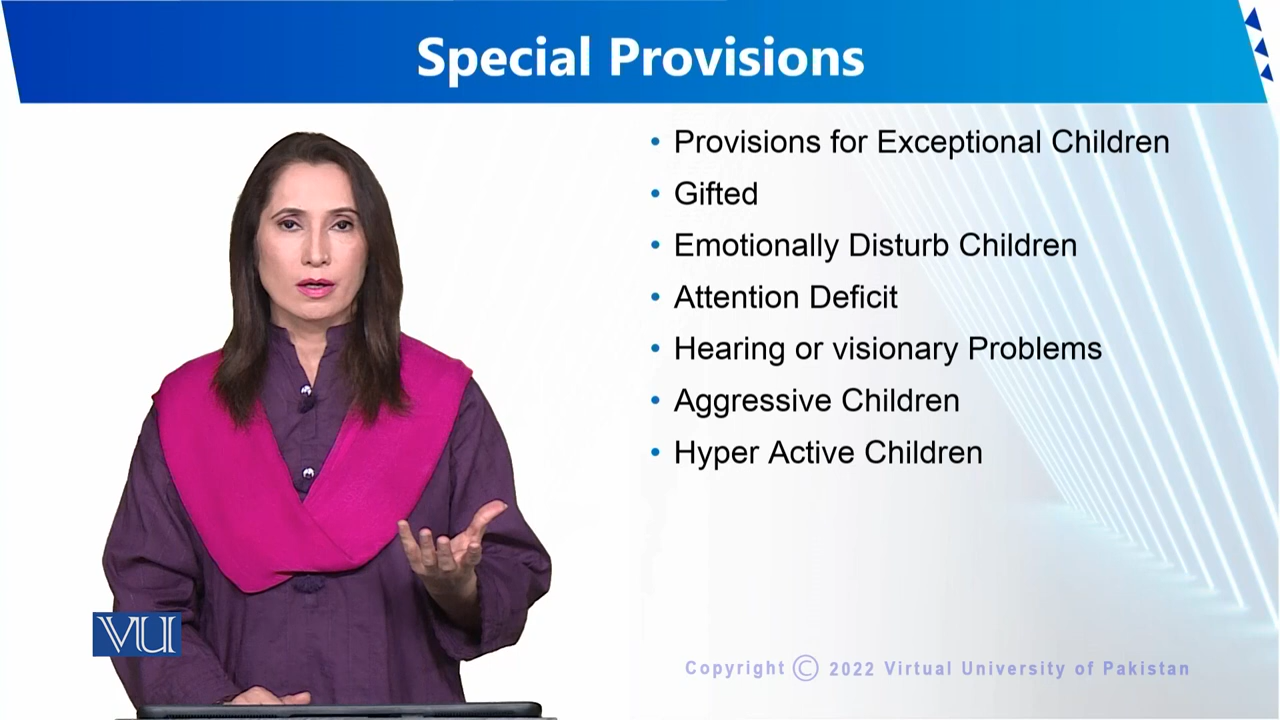 Special Provisions
• Provisions for Exceptional Children
• Gifted
• Emotionally Disturb Children
• Attention Deficit
• Hearing or visionary Problems
• Aggressive Children
• Hyper Active Children
VU
Copyright © 2022 Virtual University of Pakistan